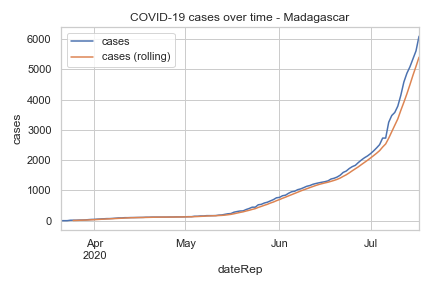 COVID-19 cases over time - Madagascar
cases
cases (rolling)
6000
5000
4000
3000
2000
1000
0
cases
Apr
2020
May
Jun
Jul
dateRep